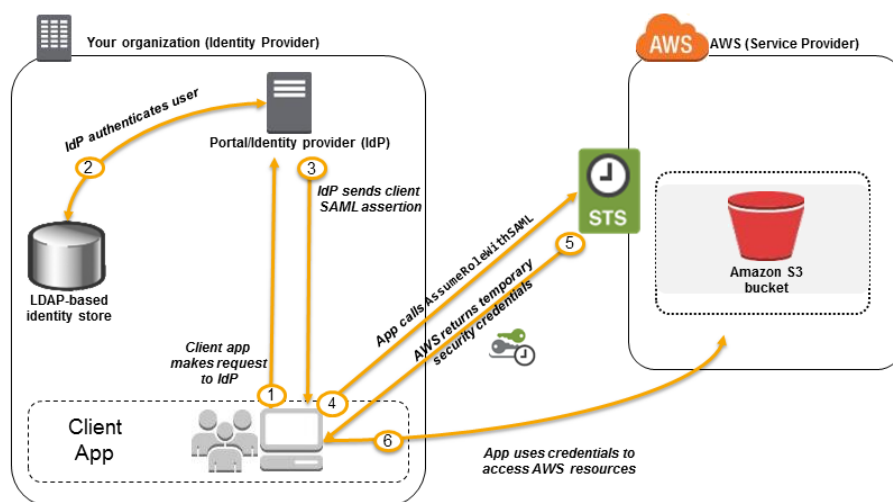 Your organization (Identity Provider)
AWS
AWS (Service Provider)
IdP authenticates user
2
Portal/Identity provider (IdP)
3
IdP sends client
SAML assertion
LDAP-based
identity store
Client app
makes request
to IdP
1
4
App calls AssumeRoleWithSAML
STS
5
AWS returns temporary
security credentials
Amazon S3
bucket
Client
App
6
App uses credentials to
access AWS resources